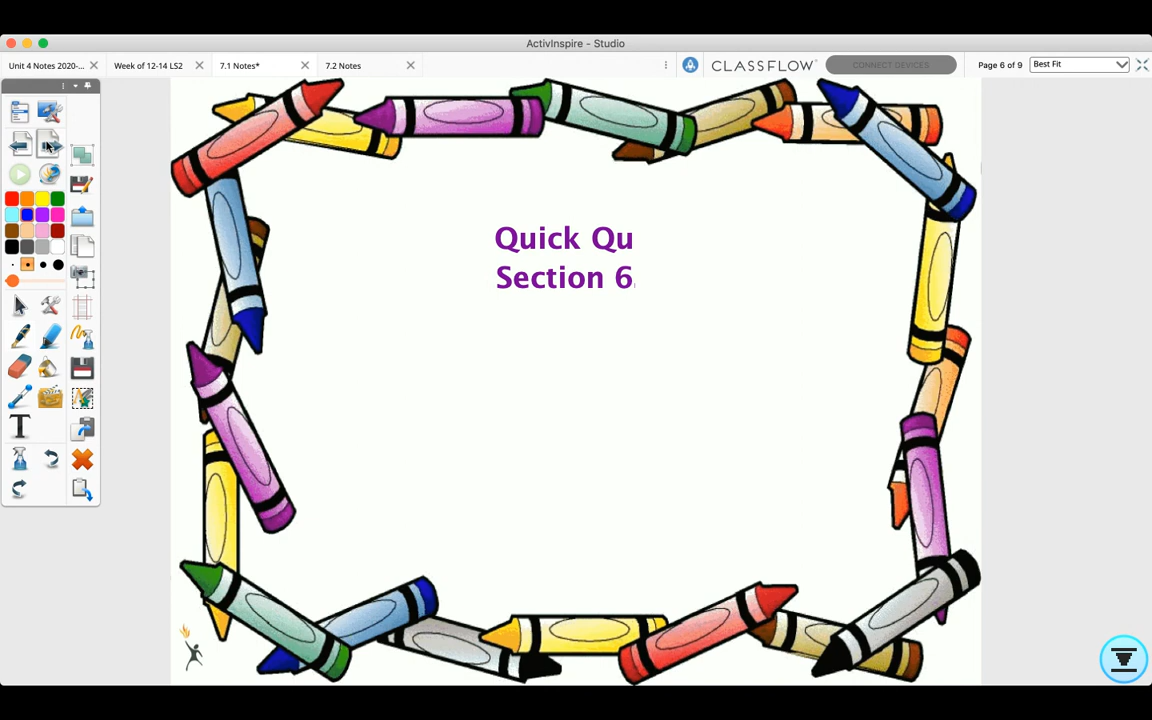 ActivInspire - Studio
Unit 4 Notes 2020-...
Week of 12-14 LS2
7.1 Notes*
7.2 Notes
CLASSFLOW
CONNECT DEVICES
Page 6 of 9
Best Fit
Quick Qu
Section 6
T